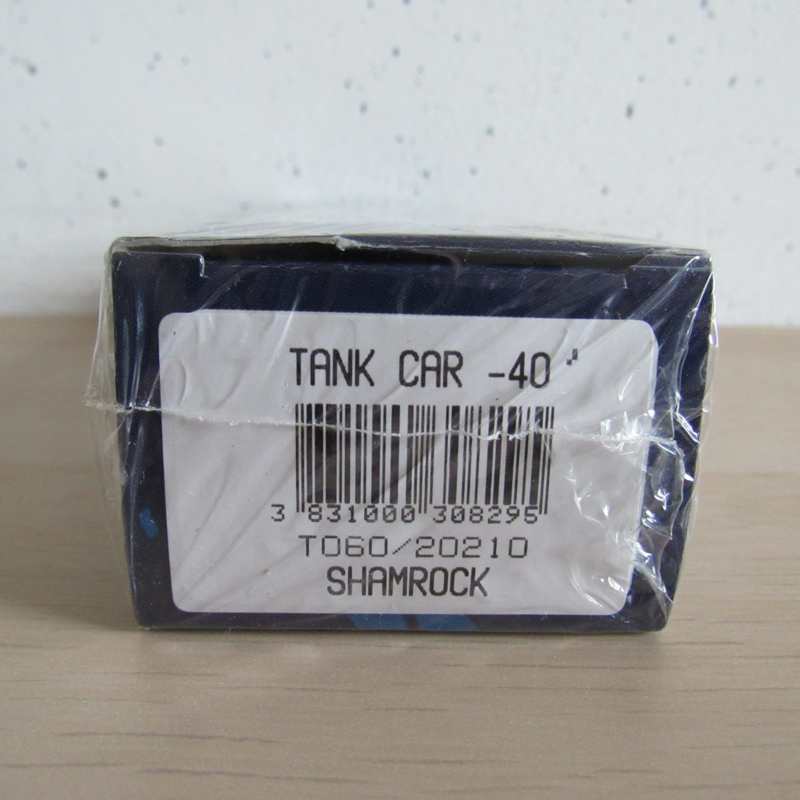 TANK CAR -40'
3 831000 308295
T060/20210
SHAMROCK